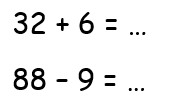 32 + 6 = ...
88 – 9 = ...